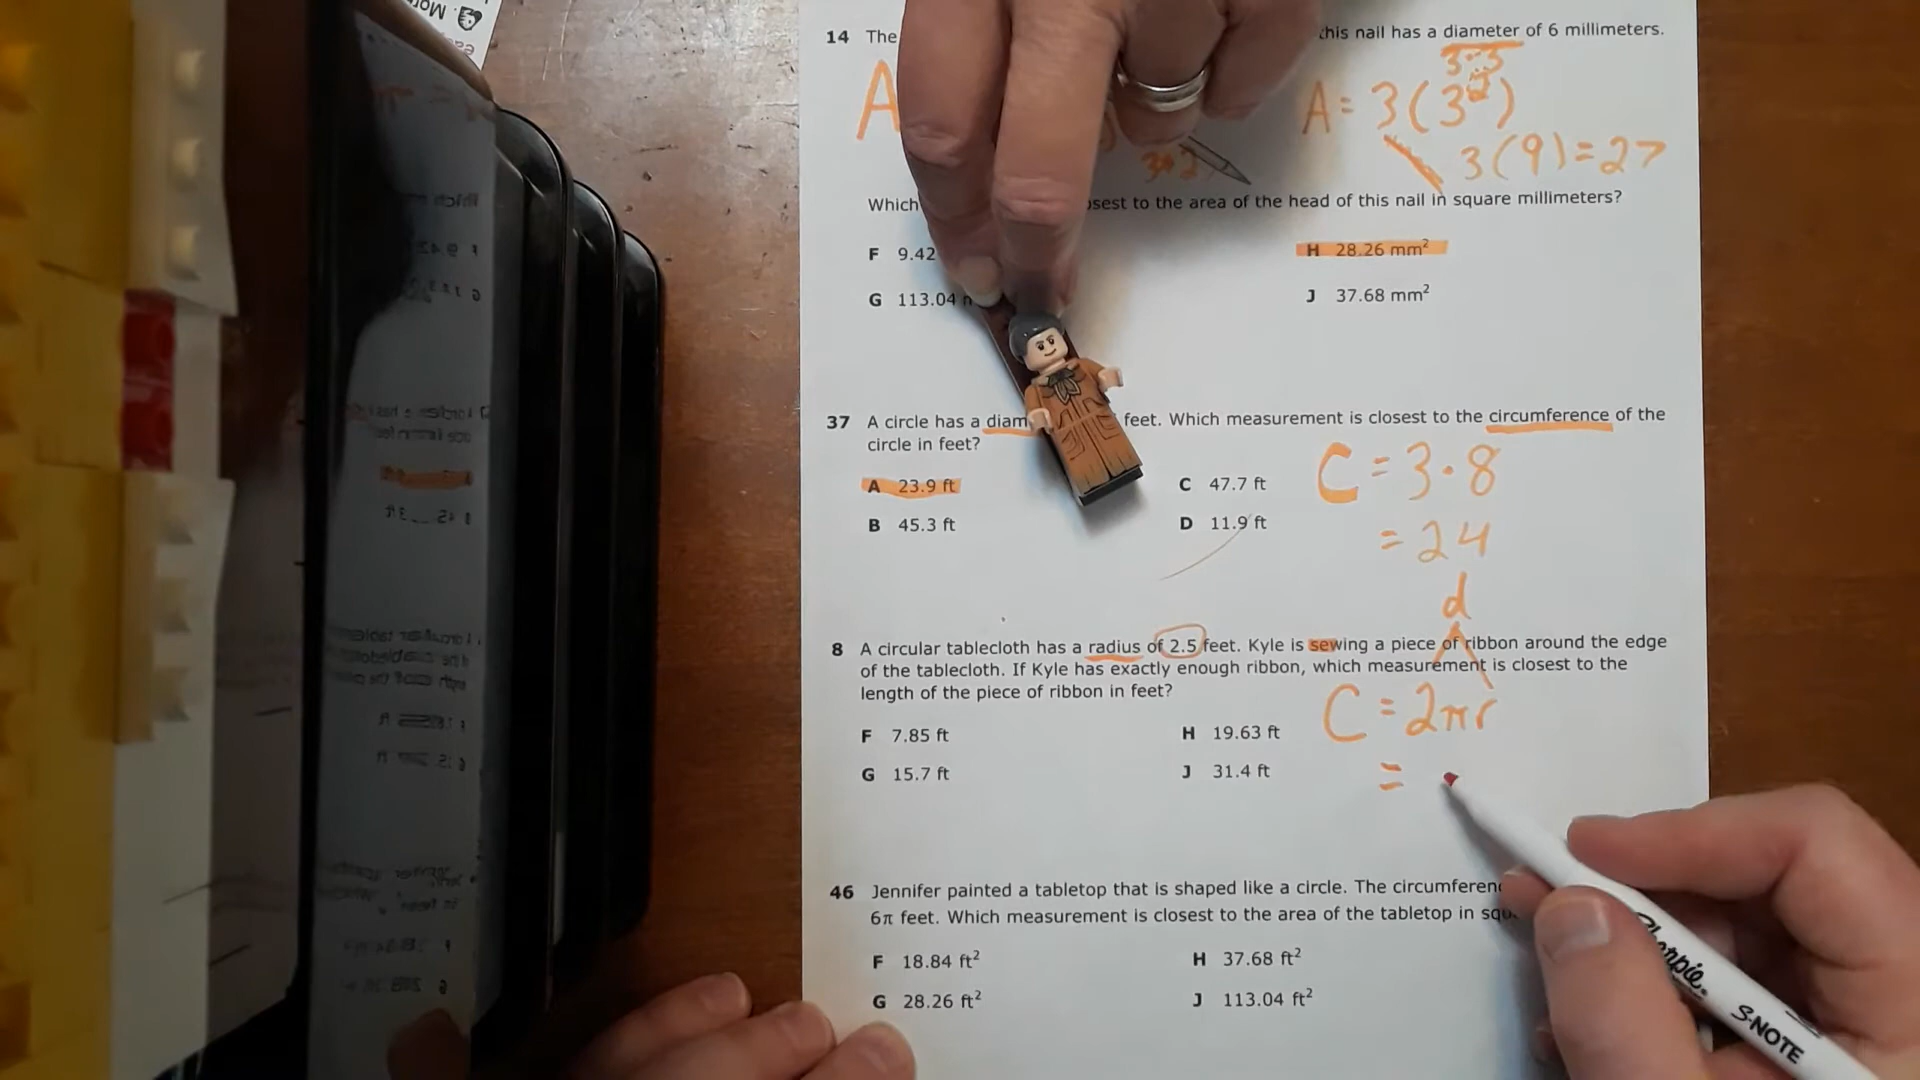 14 The this nail has a diameter of 6 millimeters.
3·3
A
A = 3(3²)
3(9)=27
Which closest to the area of the head of this nail in square millimeters?
F 9.42
H 28.26 mm²
G 113.04
J 37.68 mm²
37 A circle has a diam feet. Which measurement is closest to the circumference of the
circle in feet?
A 23.9 ft
C 47.7 ft
B 45.3 ft
D 11.9 ft
C = 3·8
= 24
d
8 A circular tablecloth has a radius of 2.5 feet. Kyle is sewing a piece of ribbon around the edge
of the tablecloth. If Kyle has exactly enough ribbon, which measurement is closest to the
length of the piece of ribbon in feet?
C = 2πr
=
F 7.85 ft
H 19.63 ft
G 15.7 ft
J 31.4 ft
46 Jennifer painted a tabletop that is shaped like a circle. The circumferen
6π feet. Which measurement is closest to the area of the tabletop in squ
F 18.84 ft²
H 37.68 ft²
G 28.26 ft²
J 113.04 ft²
Sharpie.
S·NOTE